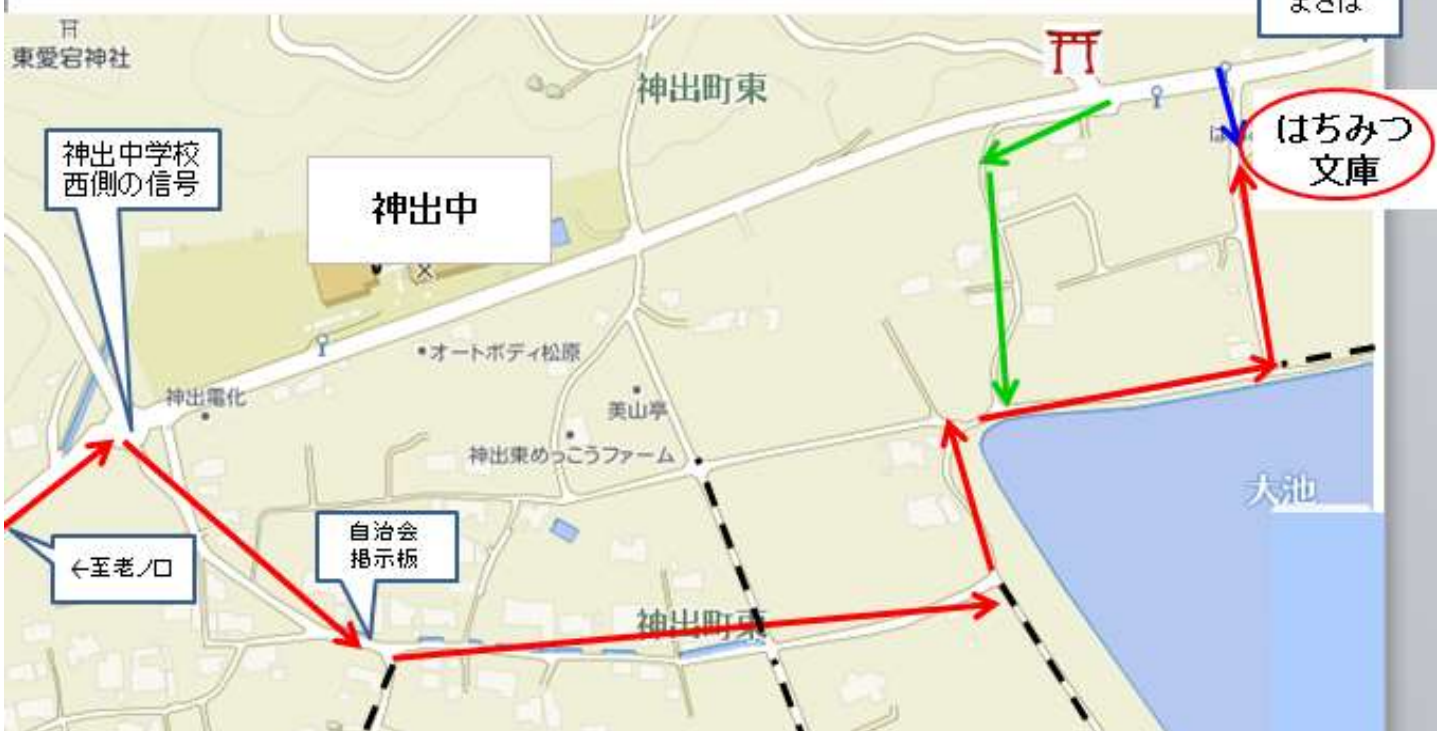 まさは
東愛宕神社
神出町東
神出中学校
西側の信号
神出中
はちみつ
文庫
は
オートボディ松原
神出電化
美山亭
神出東めっこうファーム
大池
自治会
掲示板
←至老ノ口
神出町東